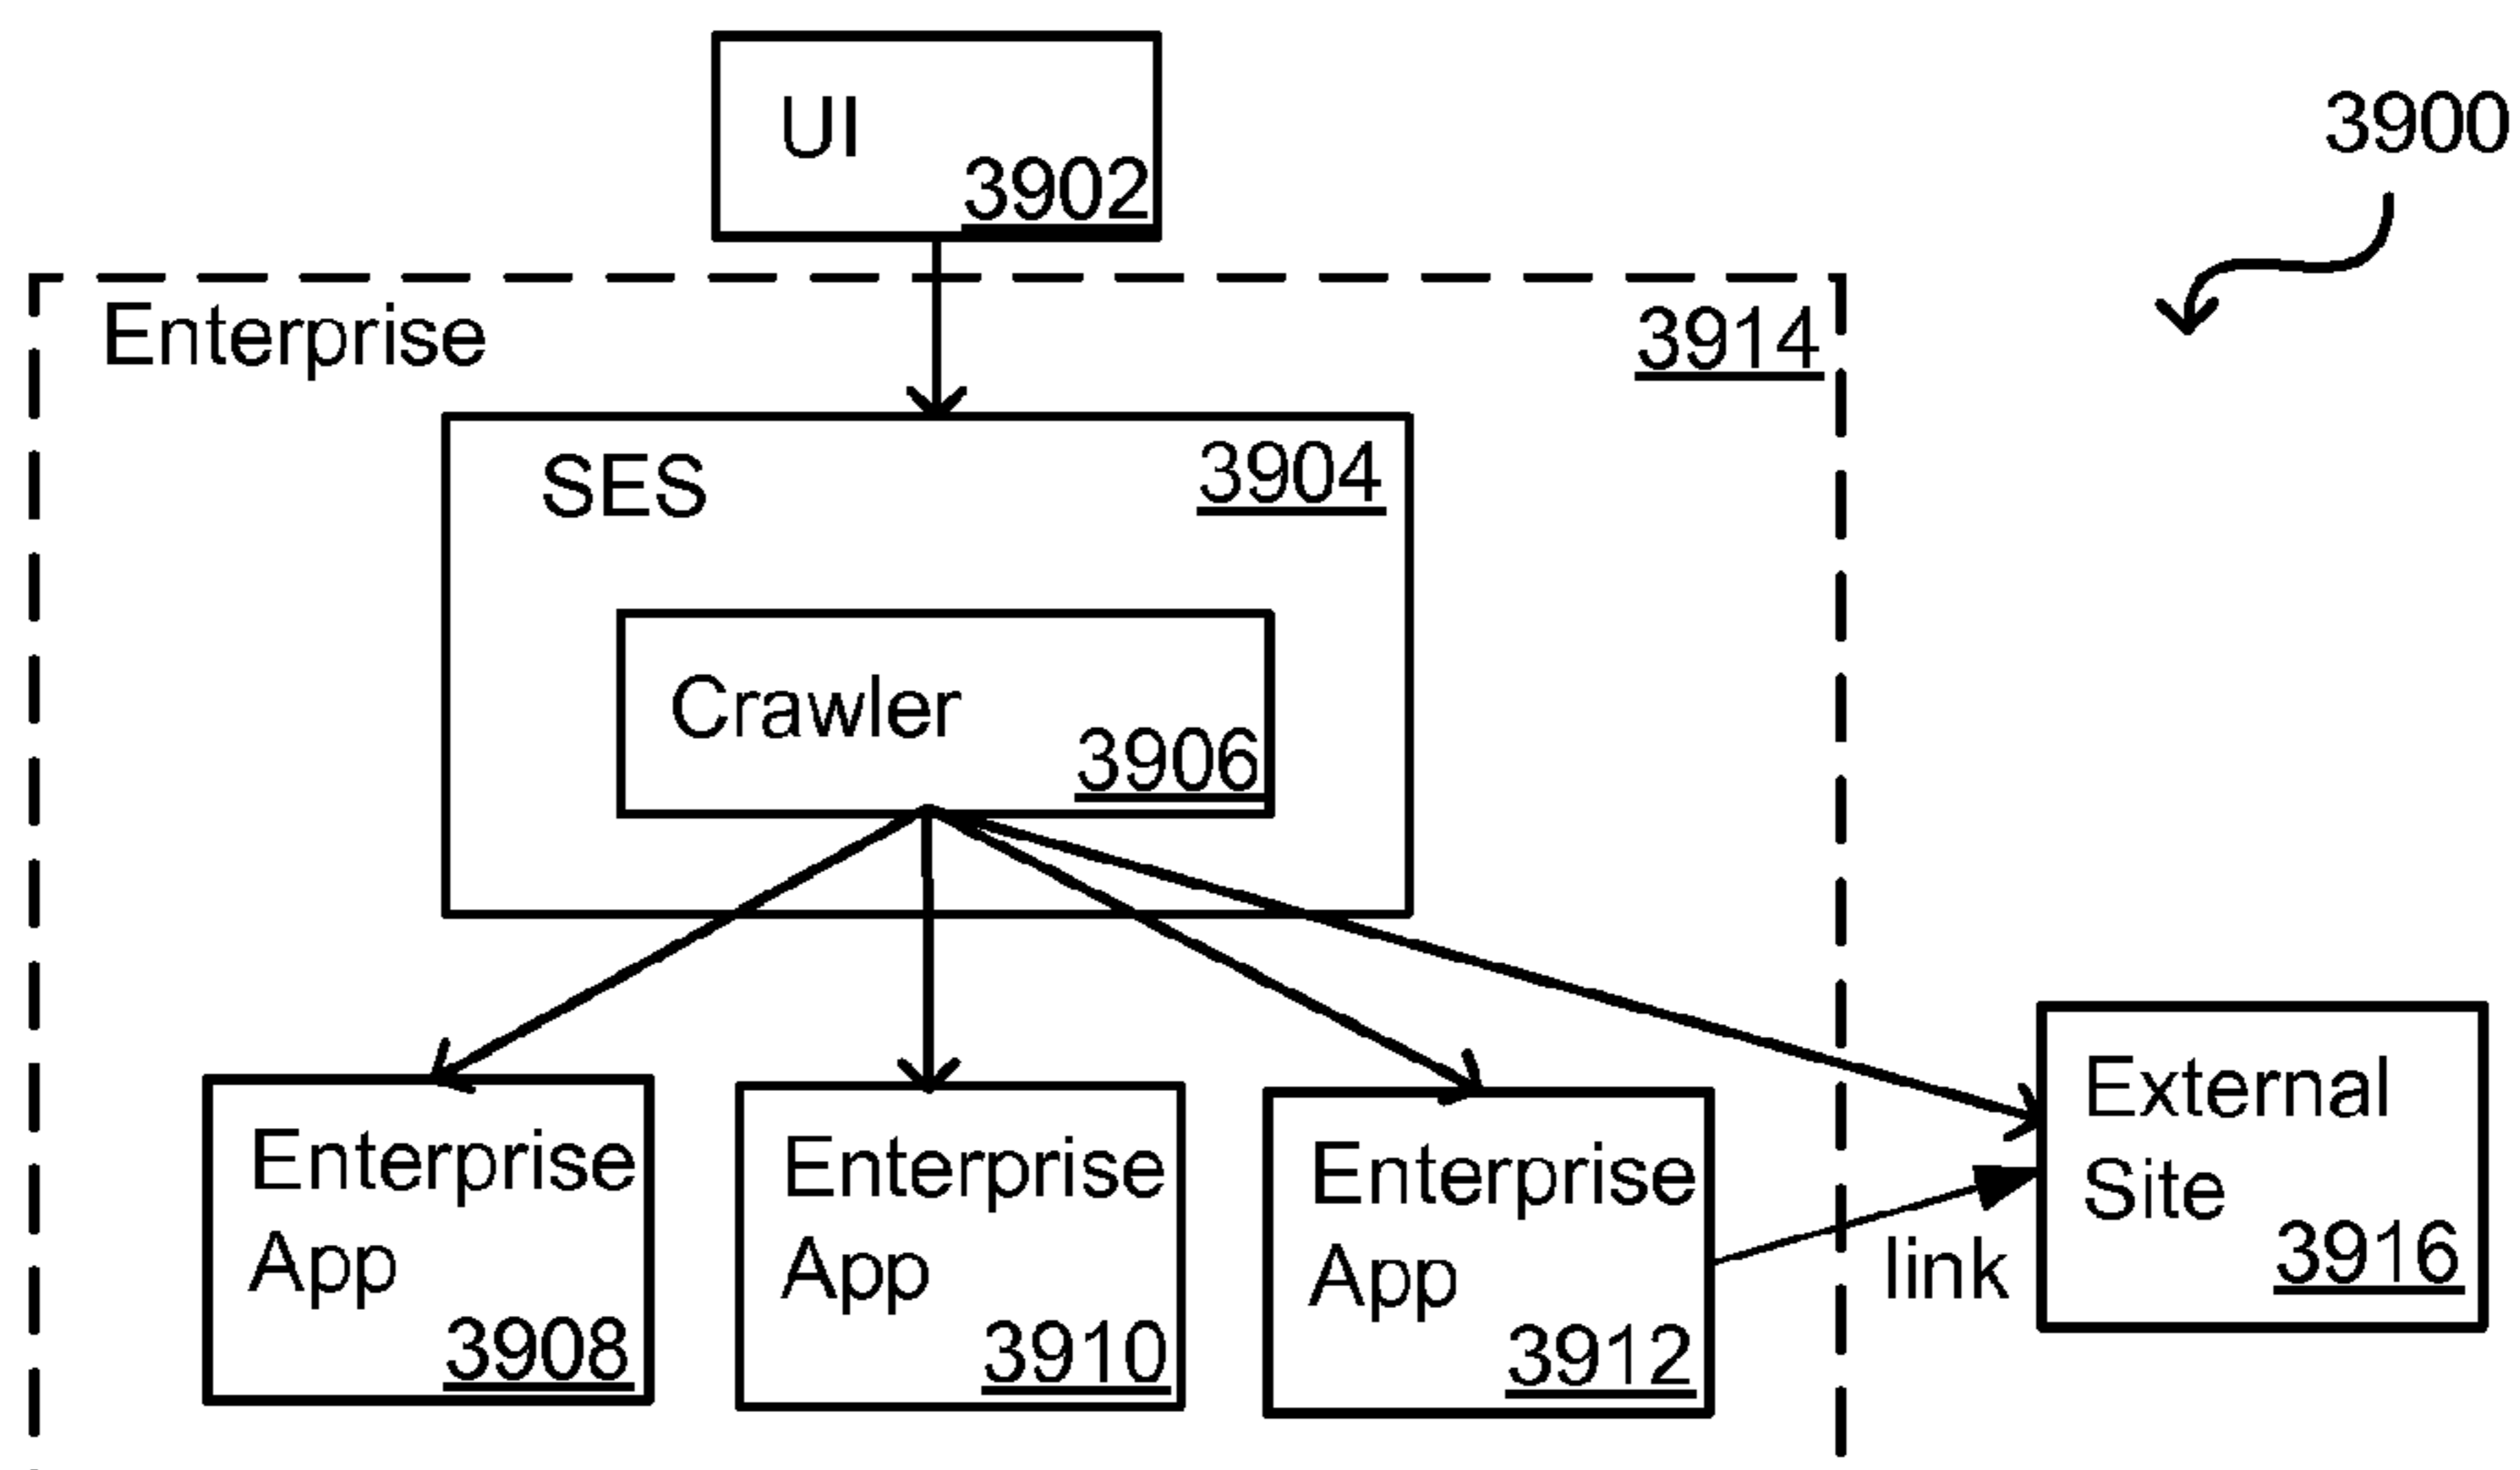 UI
3902
3900
Enterprise
3914
SES
3904
Crawler
3906
Enterprise
App
3908
Enterprise
App
3910
Enterprise
App
3912
link
External
Site
3916